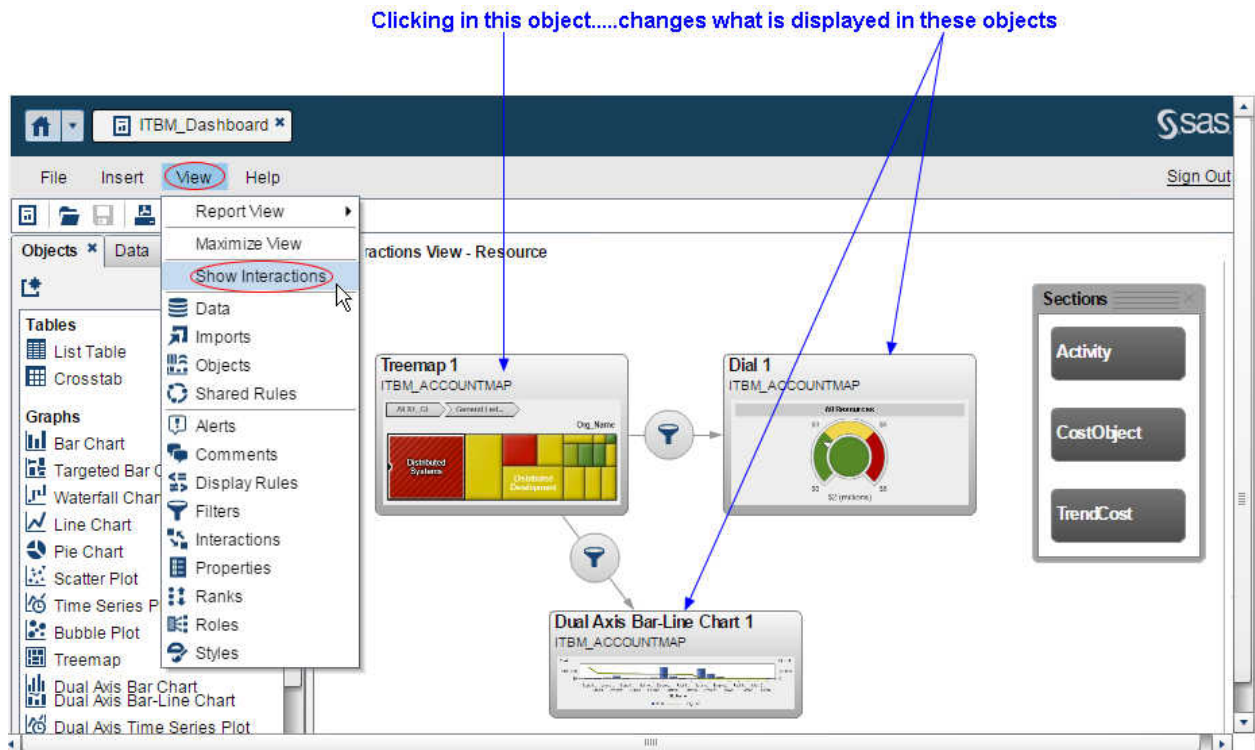 Clicking in this object.....changes what is displayed in these objects
ITBM_Dashboard
sas
File Insert View Help
Sign Out
Report View
Maximize View
Show Interactions
Data
Imports
Objects
Shared Rules
Alerts
Comments
Display Rules
Filters
Interactions
Properties
Ranks
Roles
Styles
Objects Data
Tables
List Table
Crosstab
Graphs
Bar Chart
Targeted Bar C
Waterfall Char
Line Chart
Pie Chart
Scatter Plot
Time Series P
Bubble Plot
Treemap
Dual Axis Bar Chart
Dual Axis Bar-Line Chart
Dual Axis Time Series Plot
ractions View - Resource
Treemap 1
ITBM_ACCOUNTMAP
Org_Name
Distributed
Systems
Distributed
Development
Dial 1
ITBM_ACCOUNTMAP
All Resources
$2 (millions)
Dual Axis Bar-Line Chart 1
ITBM_ACCOUNTMAP
Sections
Activity
CostObject
TrendCost